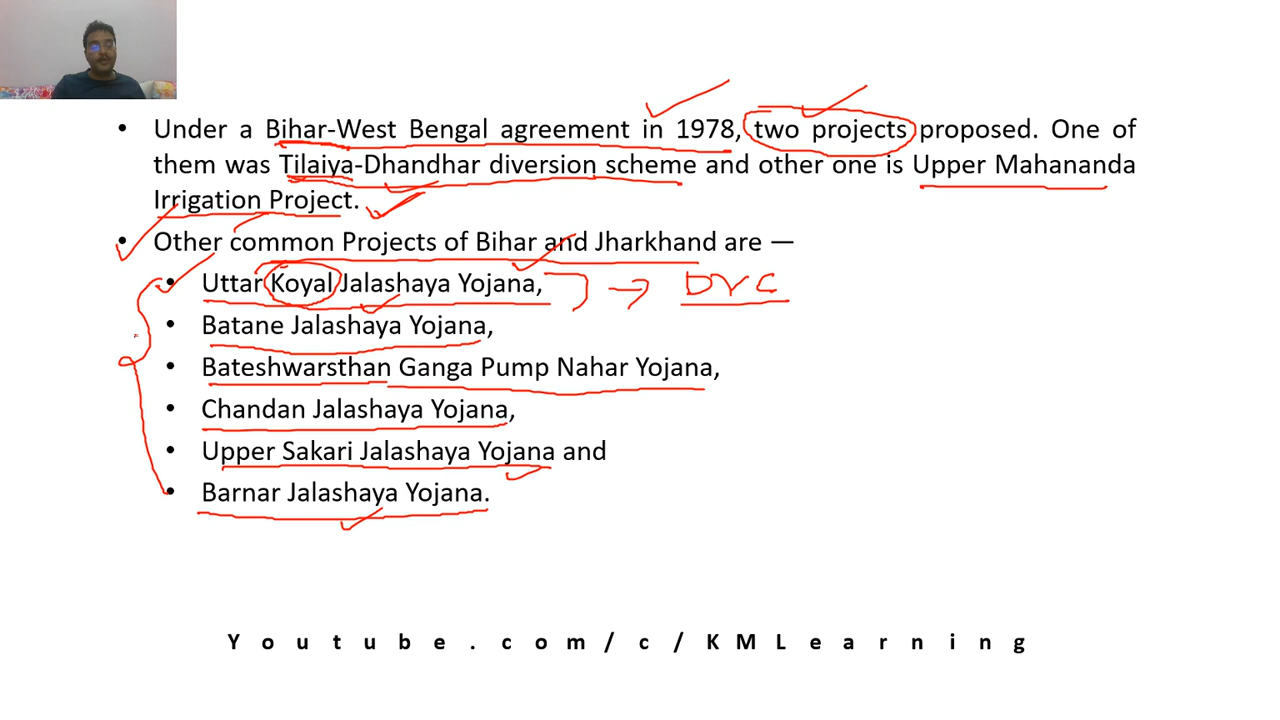 • Under a Bihar-West Bengal agreement in 1978, two projects proposed. One of
them was Tilaiya-Dhandhar diversion scheme and other one is Upper Mahananda
Irrigation Project.
• Other common Projects of Bihar and Jharkhand are —
• Uttar Koyal Jalashaya Yojana, → DVC
• Batane Jalashaya Yojana,
• Bateshwarsthan Ganga Pump Nahar Yojana,
• Chandan Jalashaya Yojana,
• Upper Sakari Jalashaya Yojana and
• Barnar Jalashaya Yojana.
Youtube.com/c/KMLearning